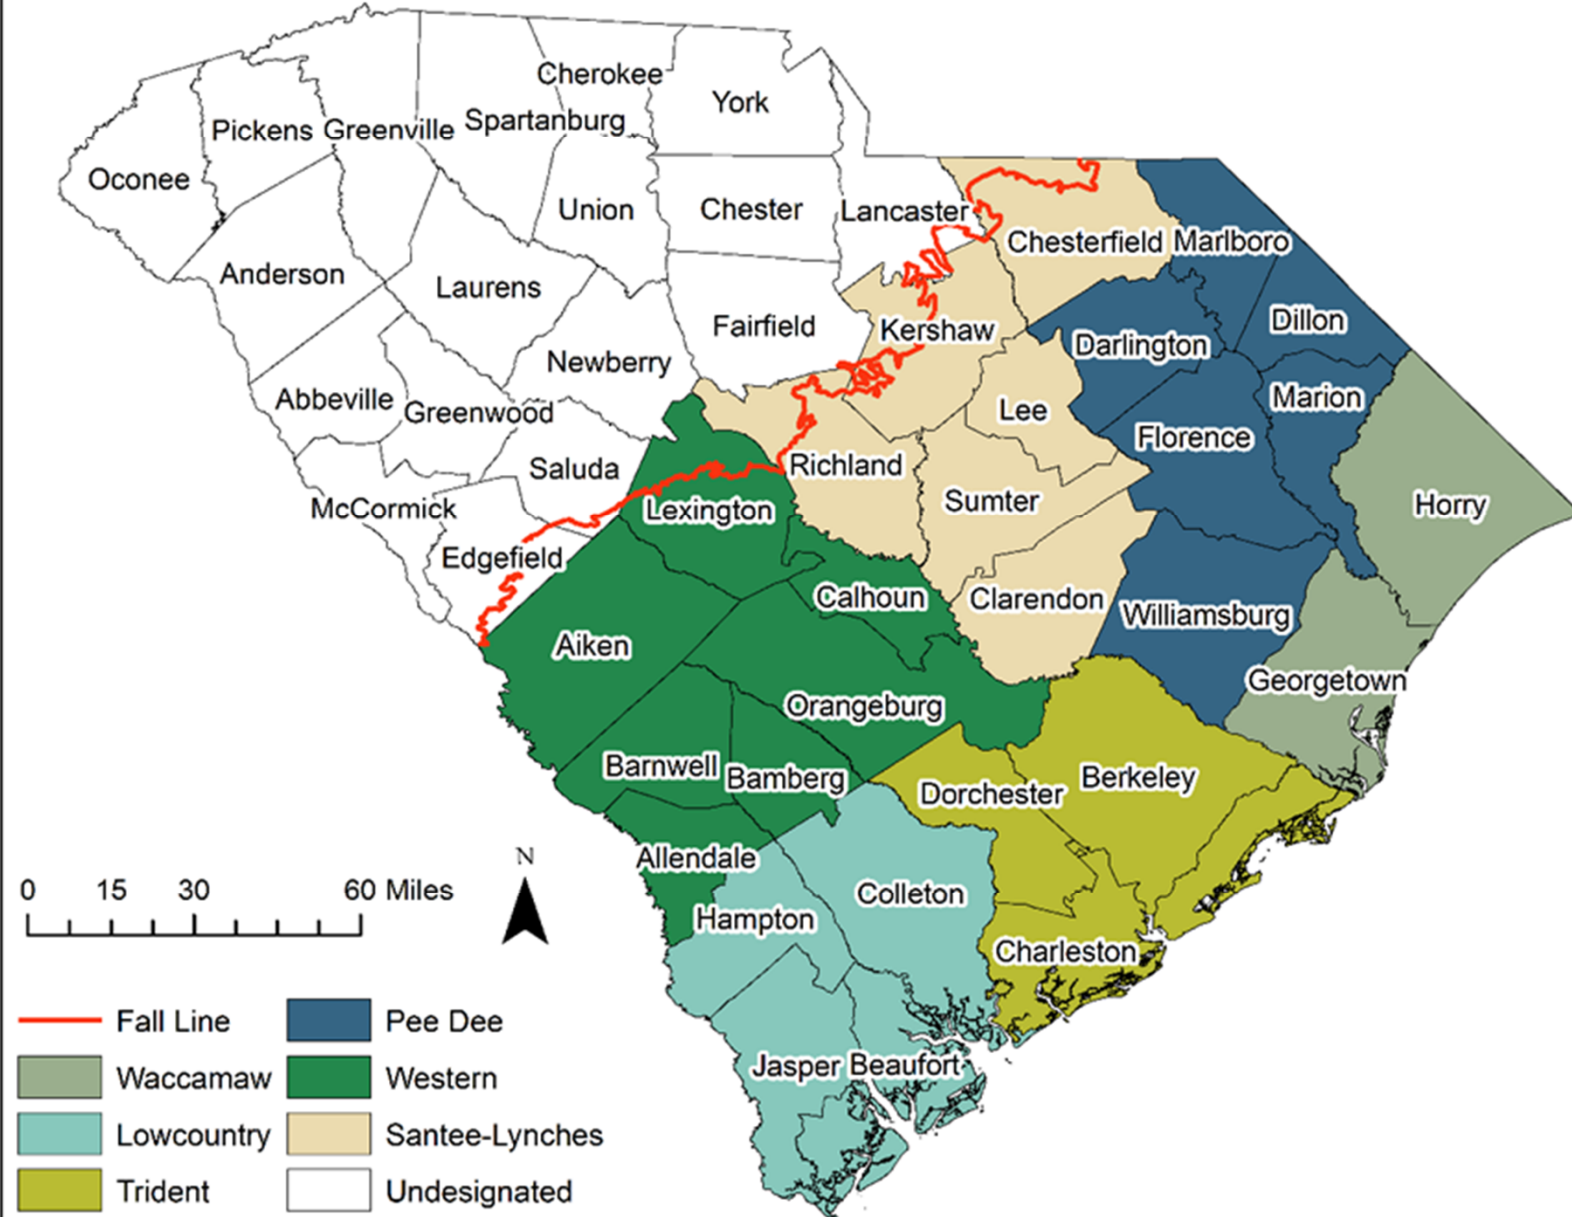 Cherokee
York
Pickens
Greenville
Spartanburg
Oconee
Union
Chester
Lancaster
Chesterfield
Marlboro
Anderson
Laurens
Fairfield
Kershaw
Darlington
Dillon
Newberry
Abbeville
Greenwood
Lee
Marion
Florence
Saluda
Richland
McCormick
Lexington
Sumter
Horry
Edgefield
Calhoun
Clarendon
Williamsburg
Aiken
Georgetown
Orangeburg
Barnwell
Bamberg
Dorchester
Berkeley
Allendale
Colleton
Hampton
Charleston
Jasper
Beaufort
N
0 15 30 60 Miles
Fall Line
Pee Dee
Waccamaw
Western
Lowcountry
Santee-Lynches
Trident
Undesignated